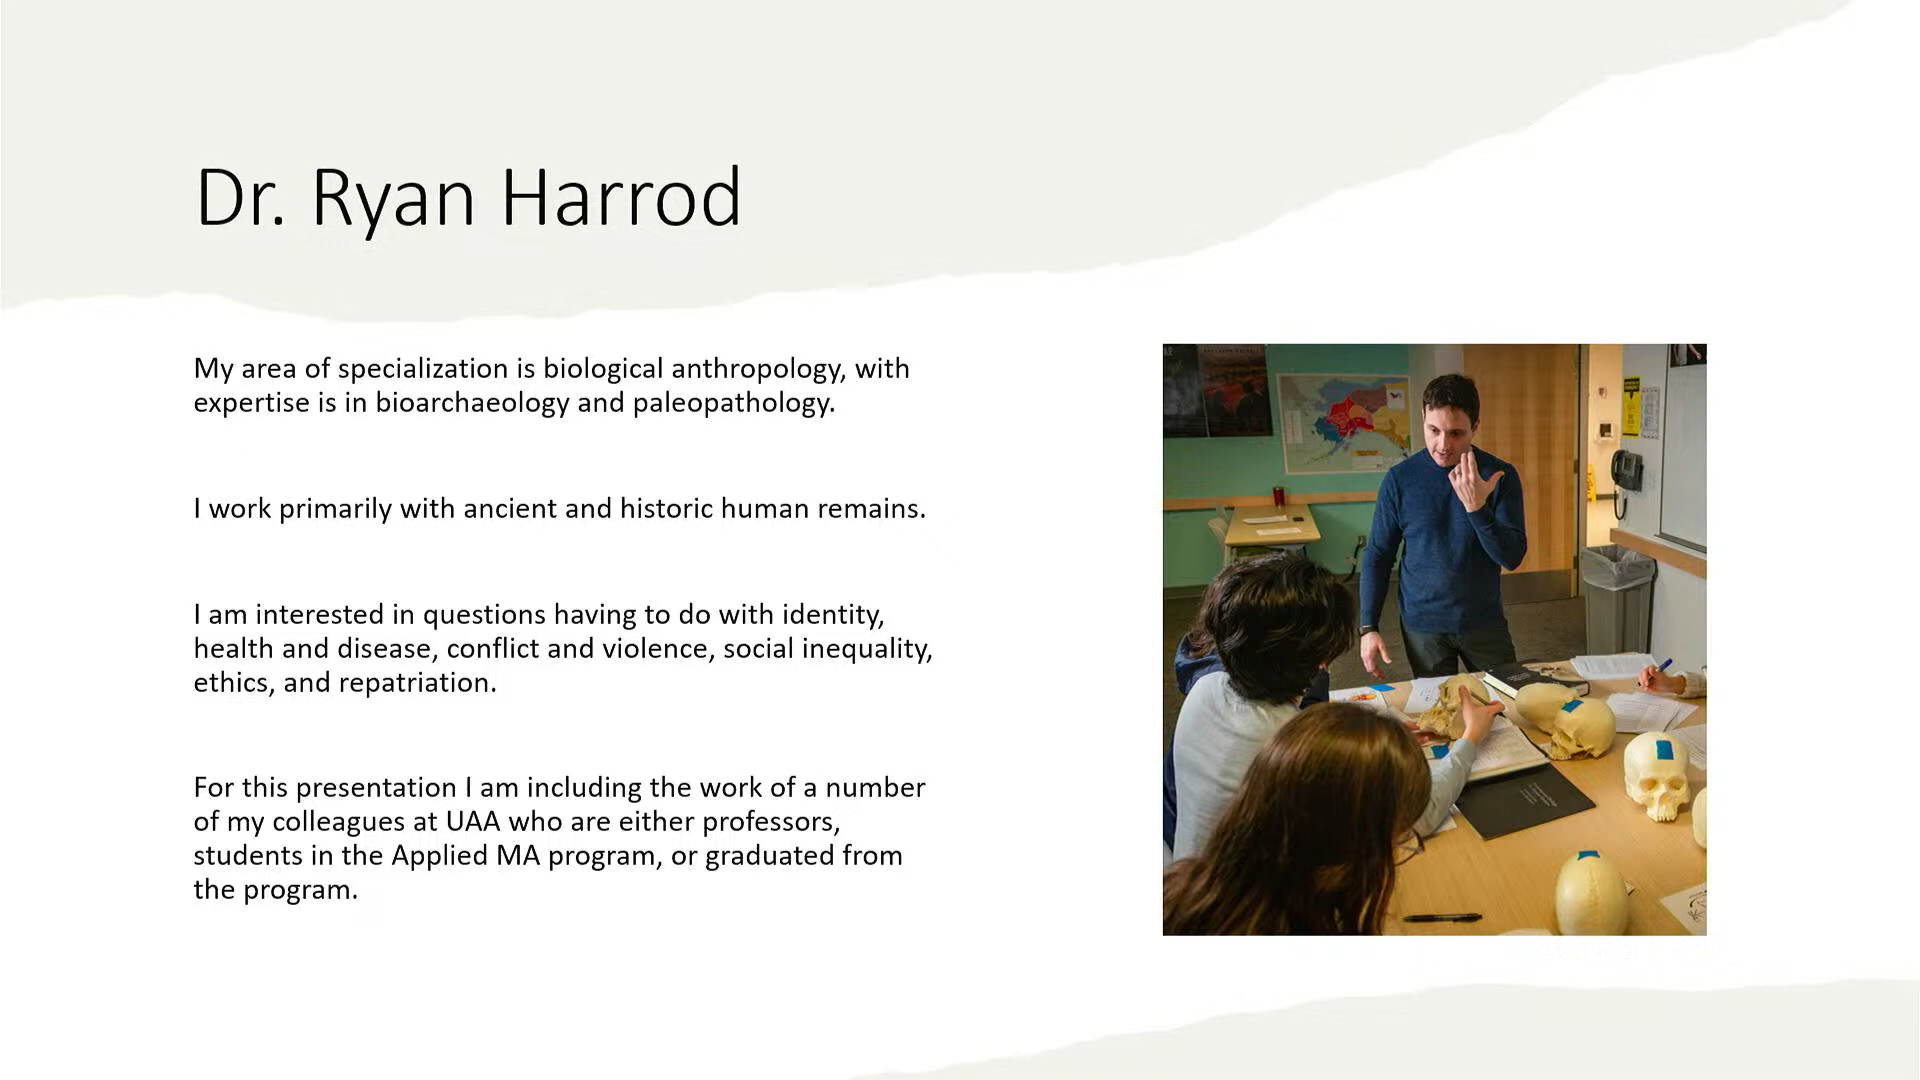 Dr. Ryan Harrod
My area of specialization is biological anthropology, with
expertise is in bioarchaeology and paleopathology.
I work primarily with ancient and historic human remains.
I am interested in questions having to do with identity,
health and disease, conflict and violence, social inequality,
ethics, and repatriation.
For this presentation I am including the work of a number
of my colleagues at UAA who are either professors,
students in the Applied MA program, or graduated from
the program.